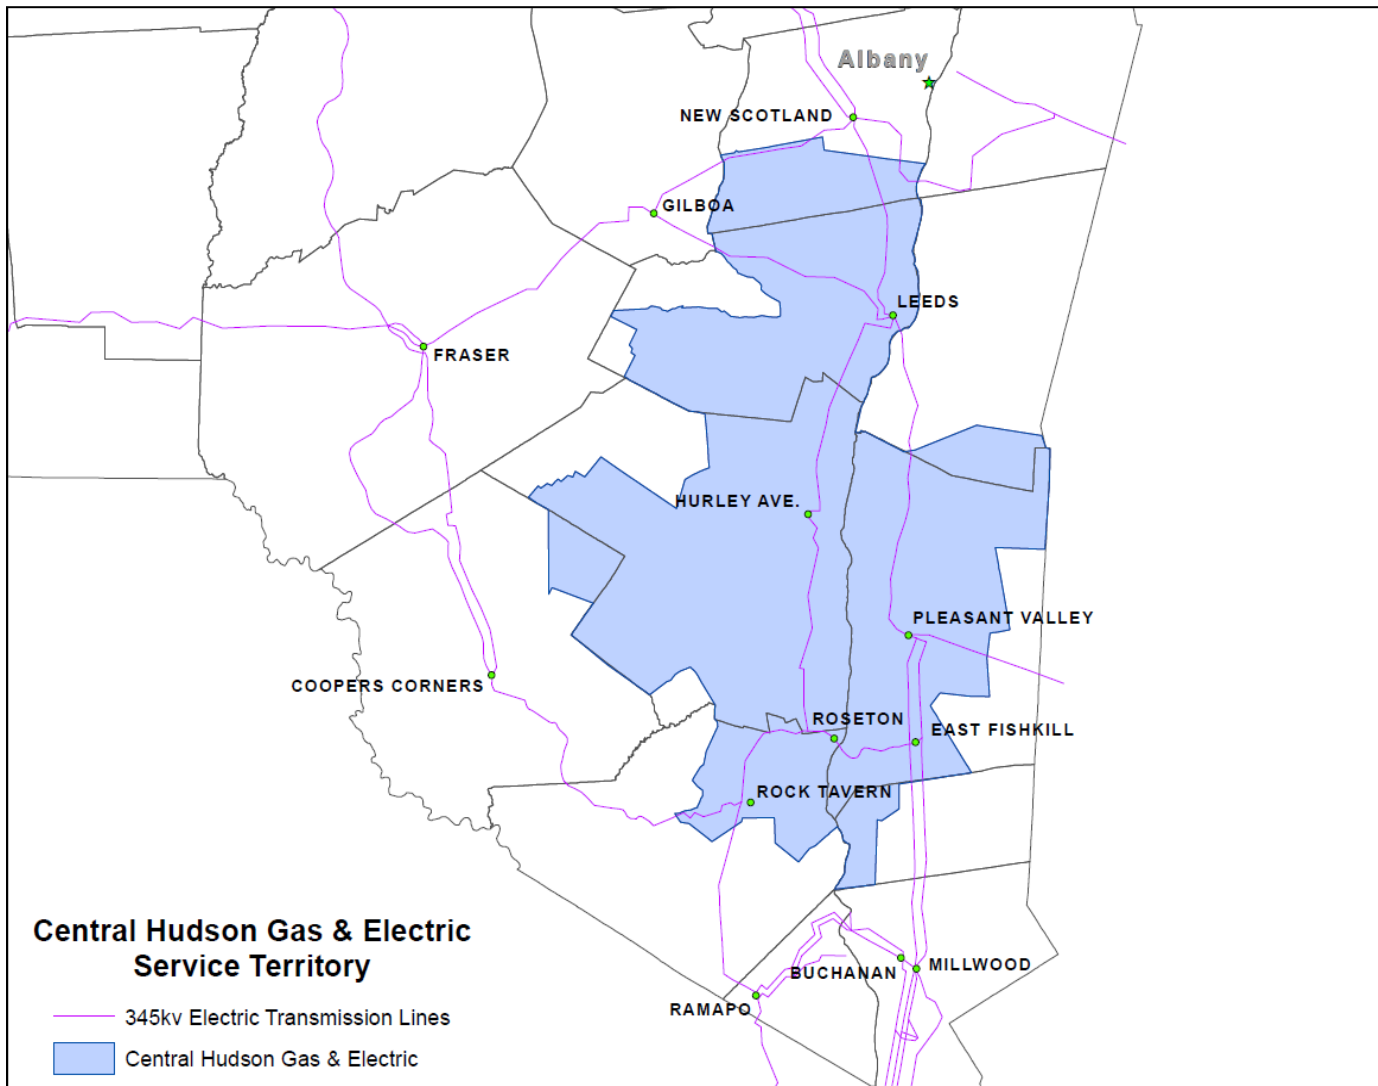 Albany
NEW SCOTLAND
GILBOA
LEEDS
FRASER
HURLEY AVE.
PLEASANT VALLEY
COOPERS CORNERS
ROSETON
EAST FISHKILL
ROCK TAVERN
BUCHANAN
MILLWOOD
RAMAPO
Central Hudson Gas & Electric
Service Territory
345kv Electric Transmission Lines
Central Hudson Gas & Electric